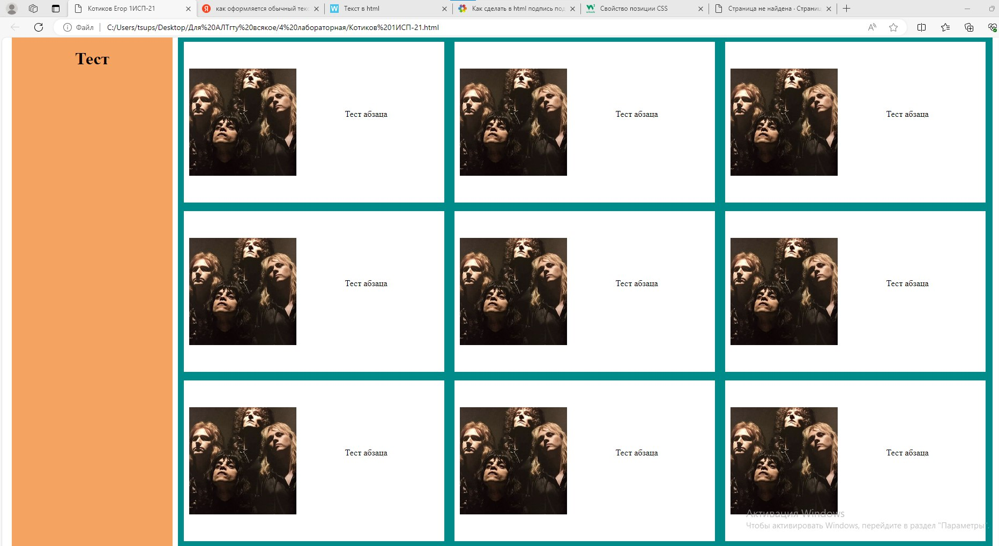 Котиков Егор 1ИСП-21
как оформляется обычный текс
Текст в html
Как сделать в html подпись под
Свойство позиции CSS
Страница не найдена · Страниц
Файл
C:/Users/tsups/Desktop/Для%20АЛТгту%20всякое/4%20лабораторная/Котиков%201ИСП-21.html
Тест
Тест абзаца
Тест абзаца
Тест абзаца
Тест абзаца
Тест абзаца
Тест абзаца
Тест абзаца
Тест абзаца
Тест абзаца
Активация Windows
Чтобы активировать Windows, перейдите в раздел "Параметры".